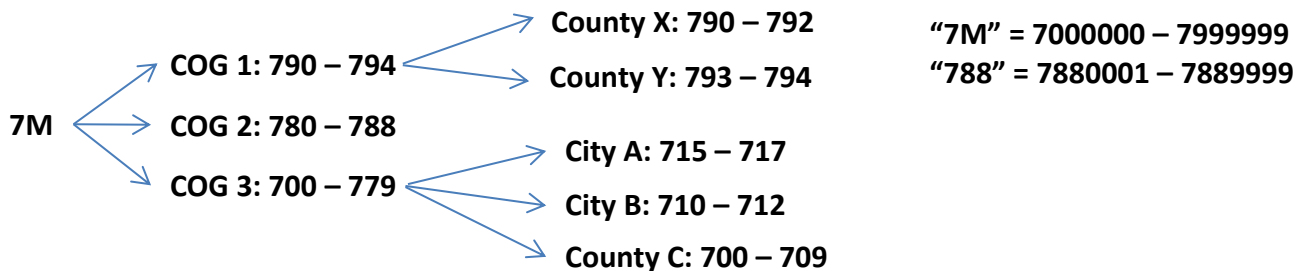 7M
COG 1: 790 – 794
COG 2: 780 – 788
COG 3: 700 – 779
County X: 790 – 792
County Y: 793 – 794
City A: 715 – 717
City B: 710 – 712
County C: 700 – 709
“7M” = 7000000 – 7999999
“788” = 7880001 – 7889999